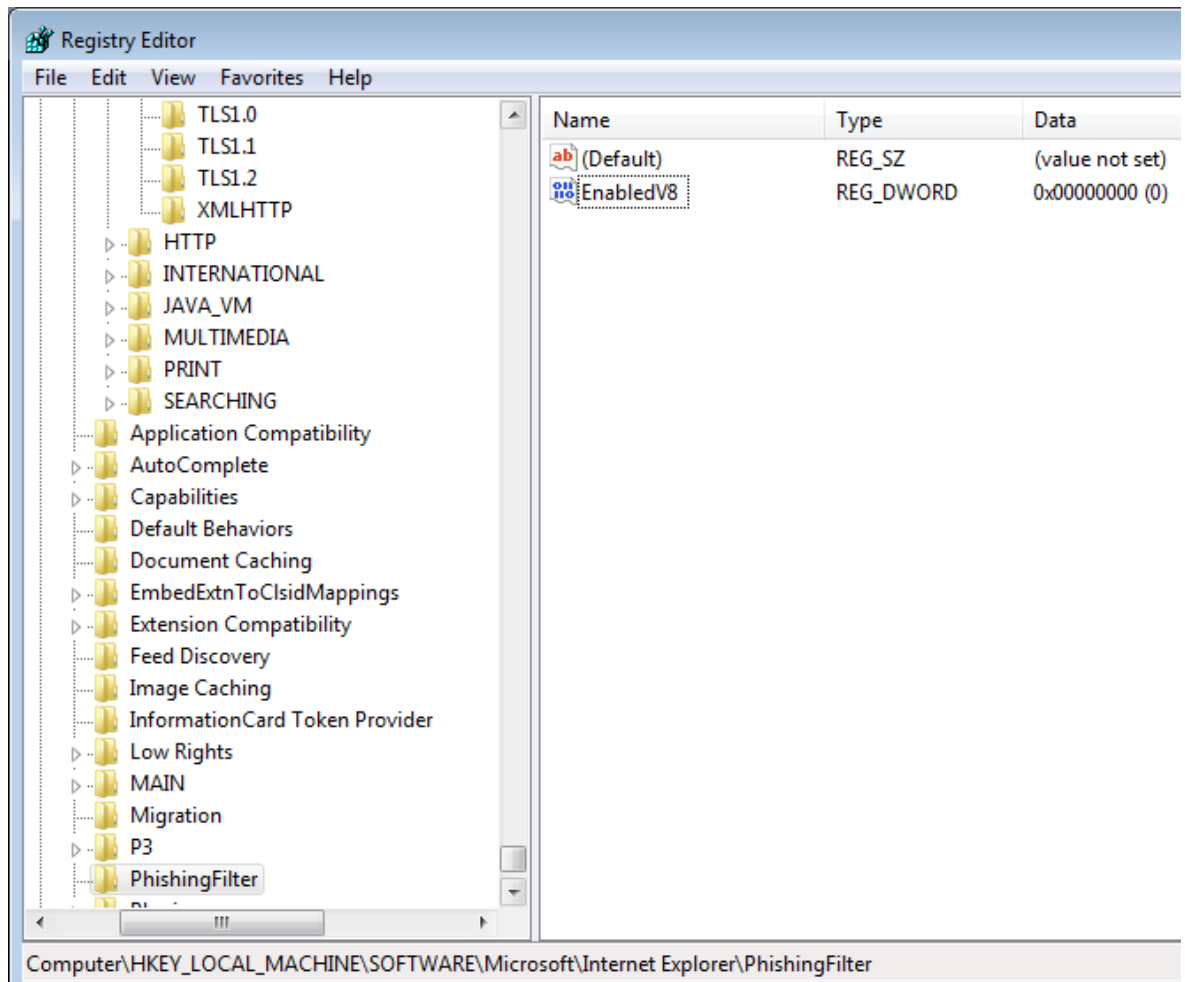 Registry Editor
File Edit View Favorites Help
TLS1.0
TLS1.1
TLS1.2
XMLHTTP
HTTP
INTERNATIONAL
JAVA_VM
MULTIMEDIA
PRINT
SEARCHING
Application Compatibility
AutoComplete
Capabilities
Default Behaviors
Document Caching
EmbedExtnToClsidMappings
Extension Compatibility
Feed Discovery
Image Caching
InformationCard Token Provider
Low Rights
MAIN
Migration
P3
PhishingFilter
Name Type Data
(Default) REG_SZ (value not set)
EnabledV8 REG_DWORD 0x00000000 (0)
Computer\HKEY_LOCAL_MACHINE\SOFTWARE\Microsoft\Internet Explorer\PhishingFilter